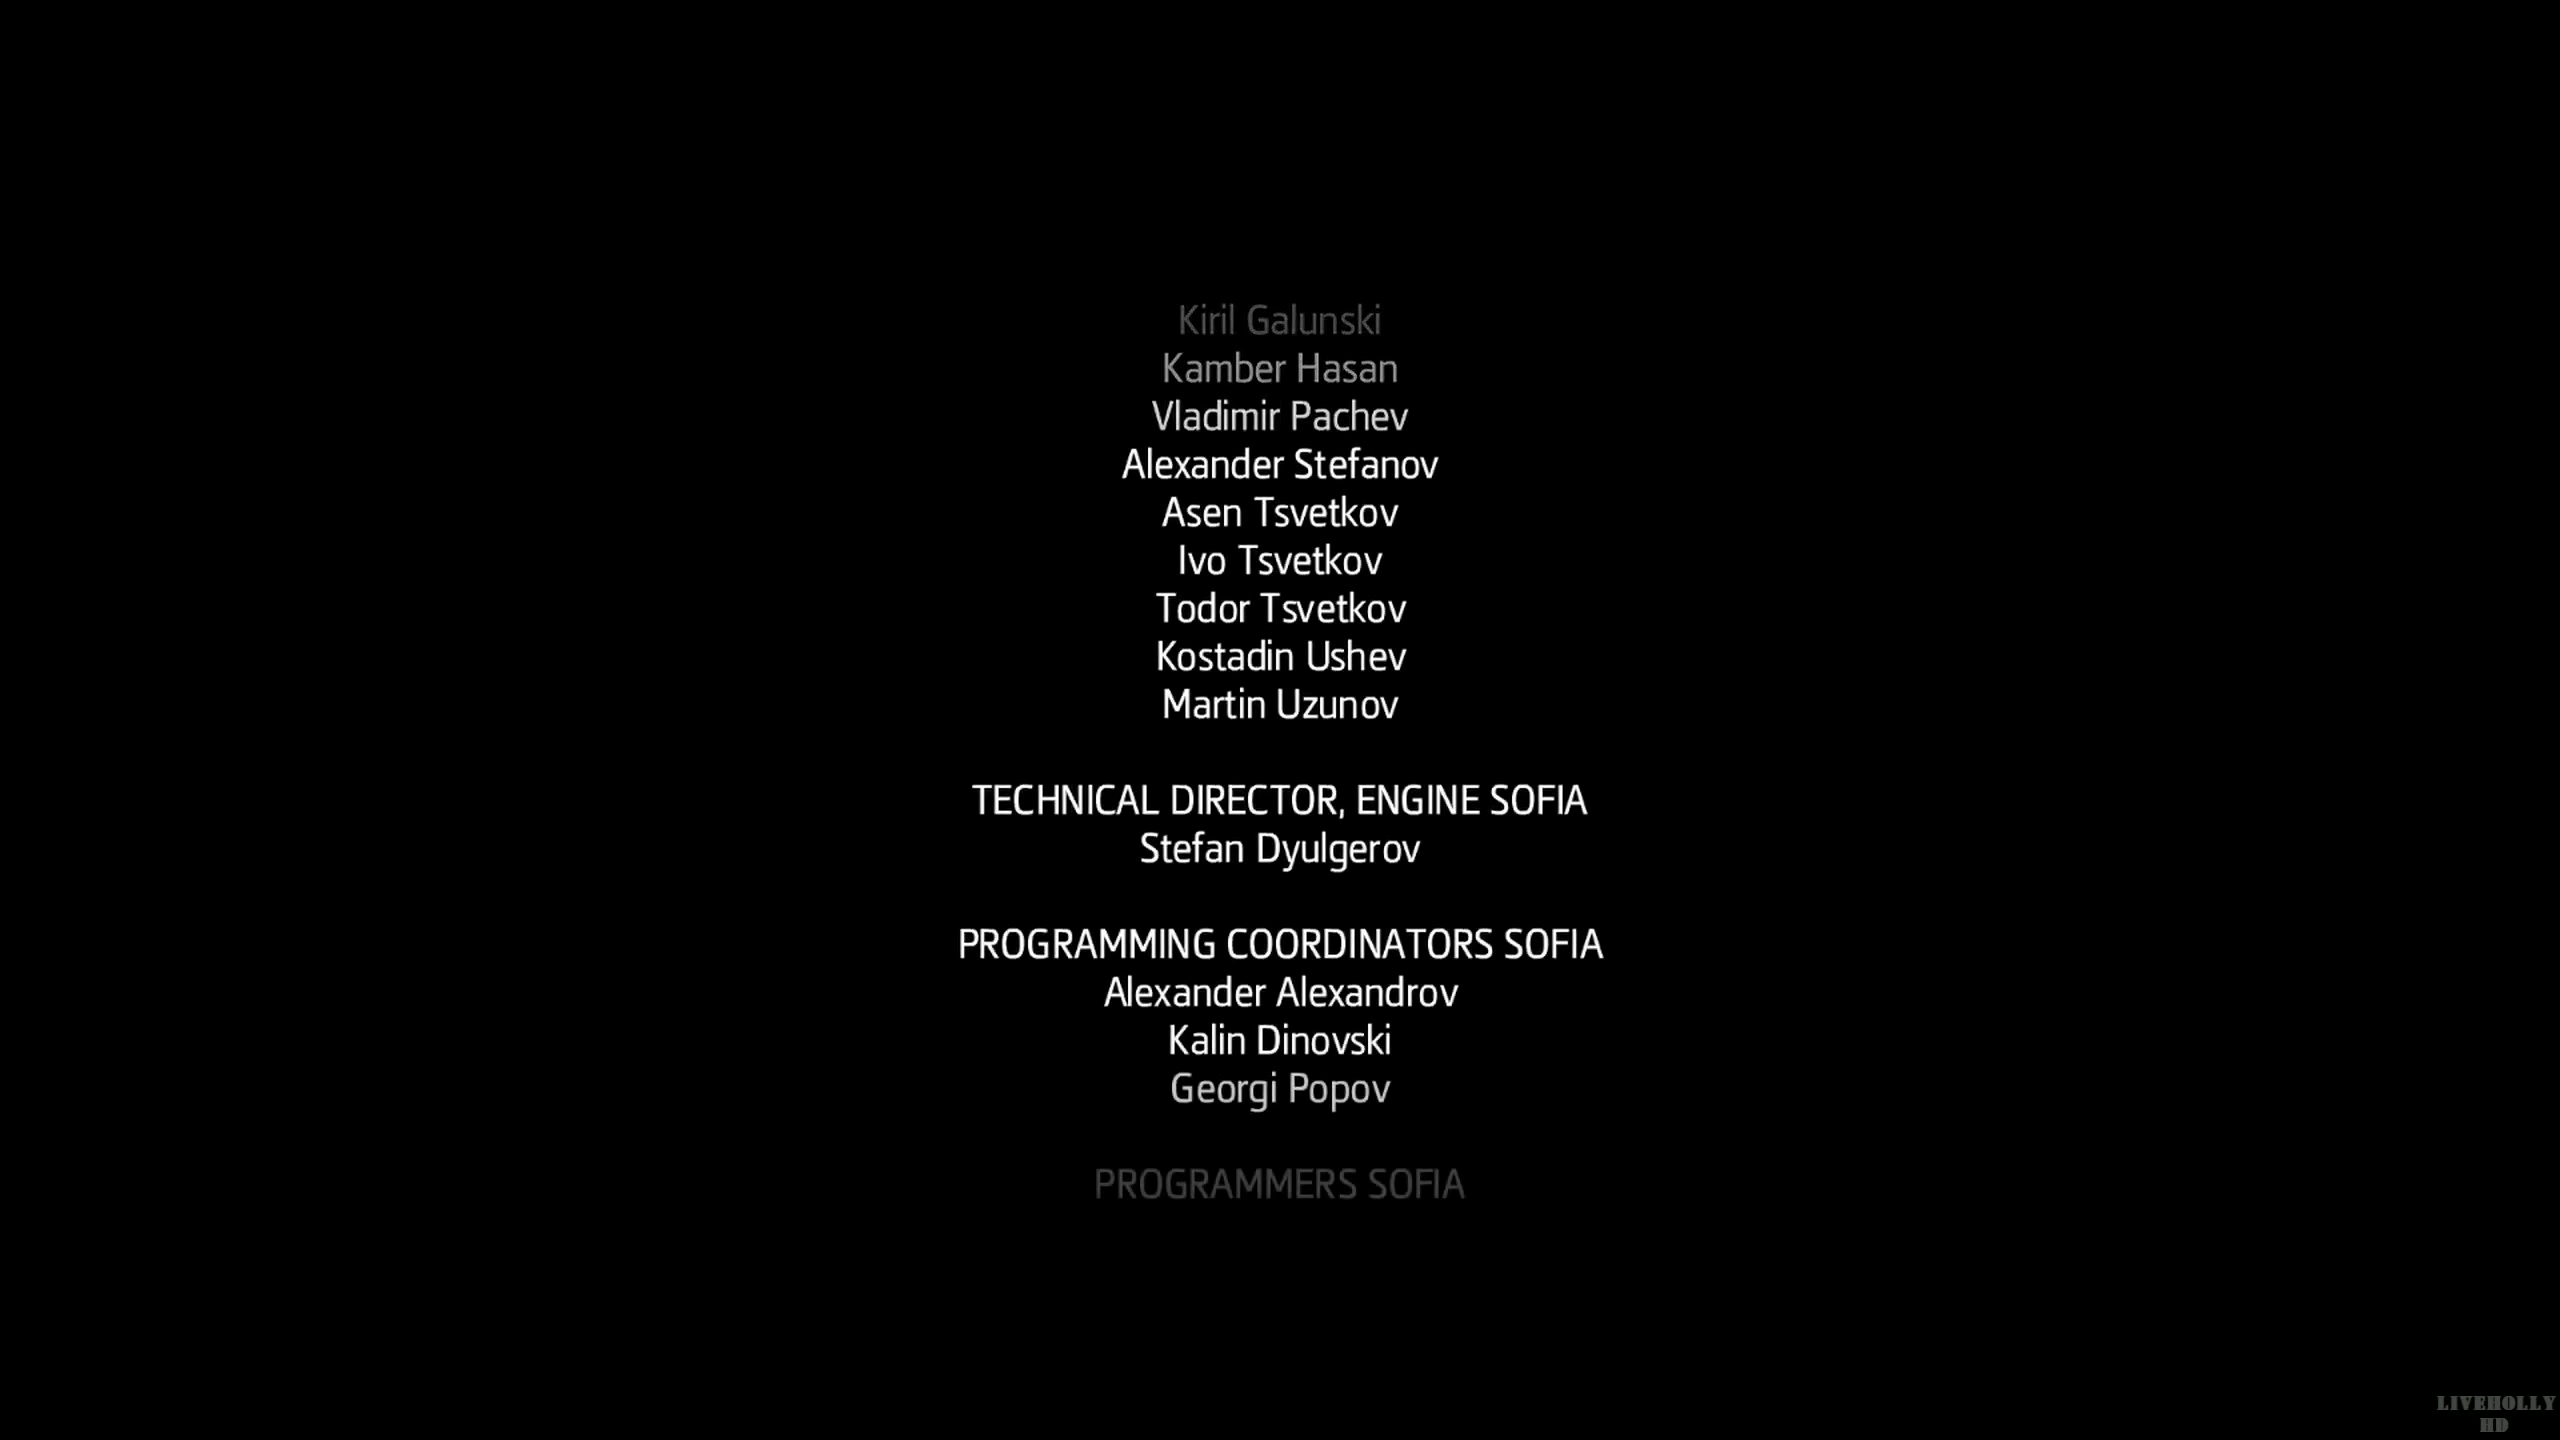 Kiril Galunski
Kamber Hasan
Vladimir Pachev
Alexander Stefanov
Asen Tsvetkov
Ivo Tsvetkov
Todor Tsvetkov
Kostadin Ushev
Martin Uzunov
TECHNICAL DIRECTOR, ENGINE SOFIA
Stefan Dyulgerov
PROGRAMMING COORDINATORS SOFIA
Alexander Alexandrov
Kalin Dinovski
Georgi Popov
PROGRAMMERS SOFIA
LIVEHOLLY
HD